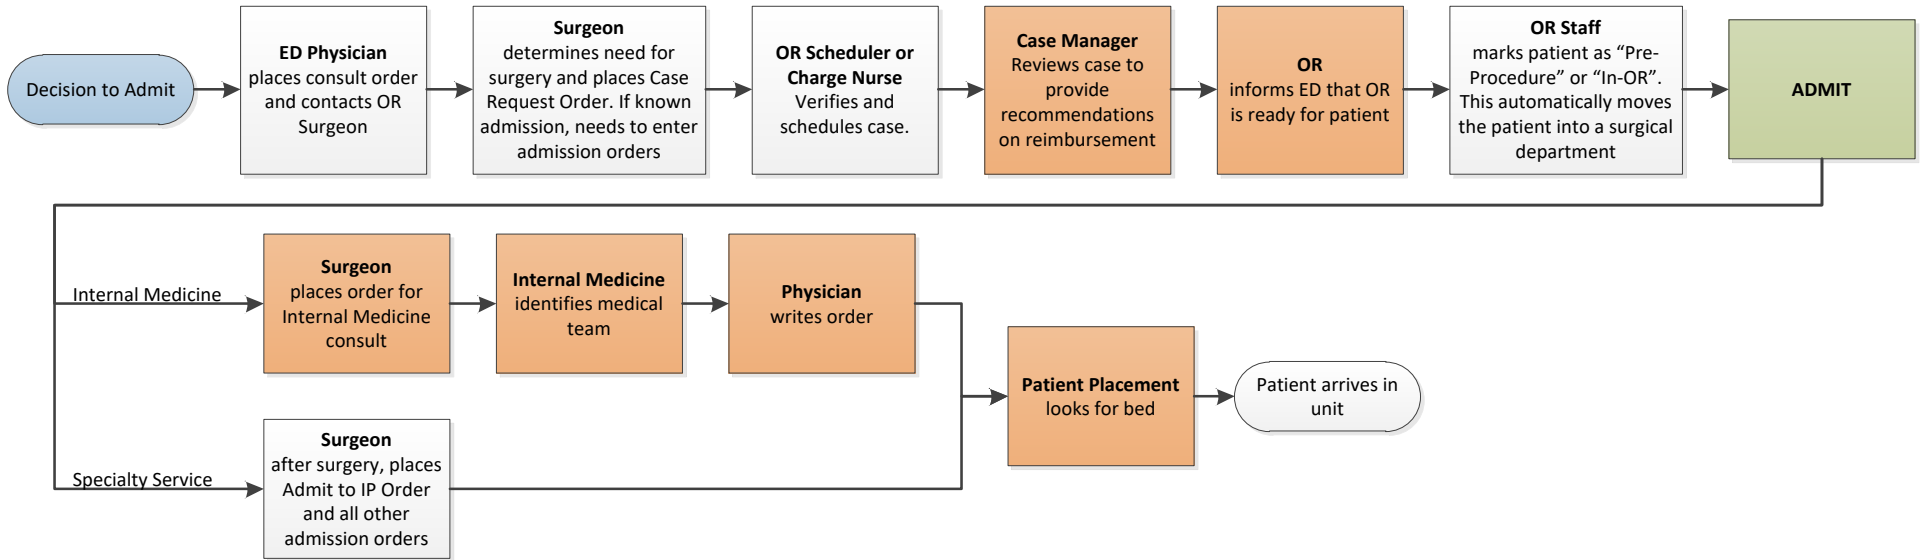 Decision to Admit
ED Physician
places consult order
and contacts OR
Surgeon
Surgeon
determines need for
surgery and places Case
Request Order. If known
admission, needs to enter
admission orders
OR Scheduler or
Charge Nurse
Verifies and
schedules case.
Case Manager
Reviews case to
provide
recommendations
on reimbursement
OR
informs ED that OR
is ready for patient
OR Staff
marks patient as “Pre-
Procedure” or “In-OR”.
This automatically moves
the patient into a surgical
department
ADMIT
Internal Medicine
Surgeon
places order for
Internal Medicine
consult
Internal Medicine
identifies medical
team
Physician
writes order
Specialty Service
Surgeon
after surgery, places
Admit to IP Order
and all other
admission orders
Patient Placement
looks for bed
Patient arrives in
unit